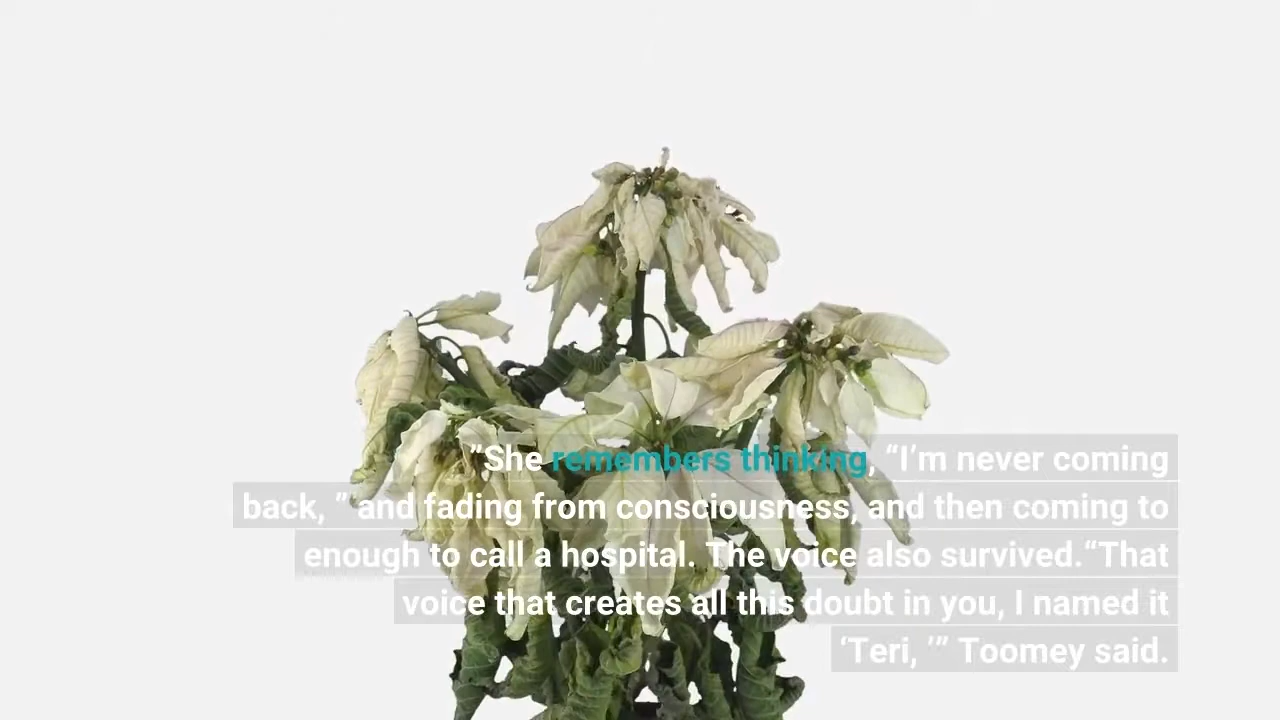 ”She remembers thinking, “I’m never coming
back, ” and fading from consciousness, and then coming to
enough to call a hospital. The voice also survived.“That
voice that creates all this doubt in you, I named it
‘Teri, ’” Toomey said.